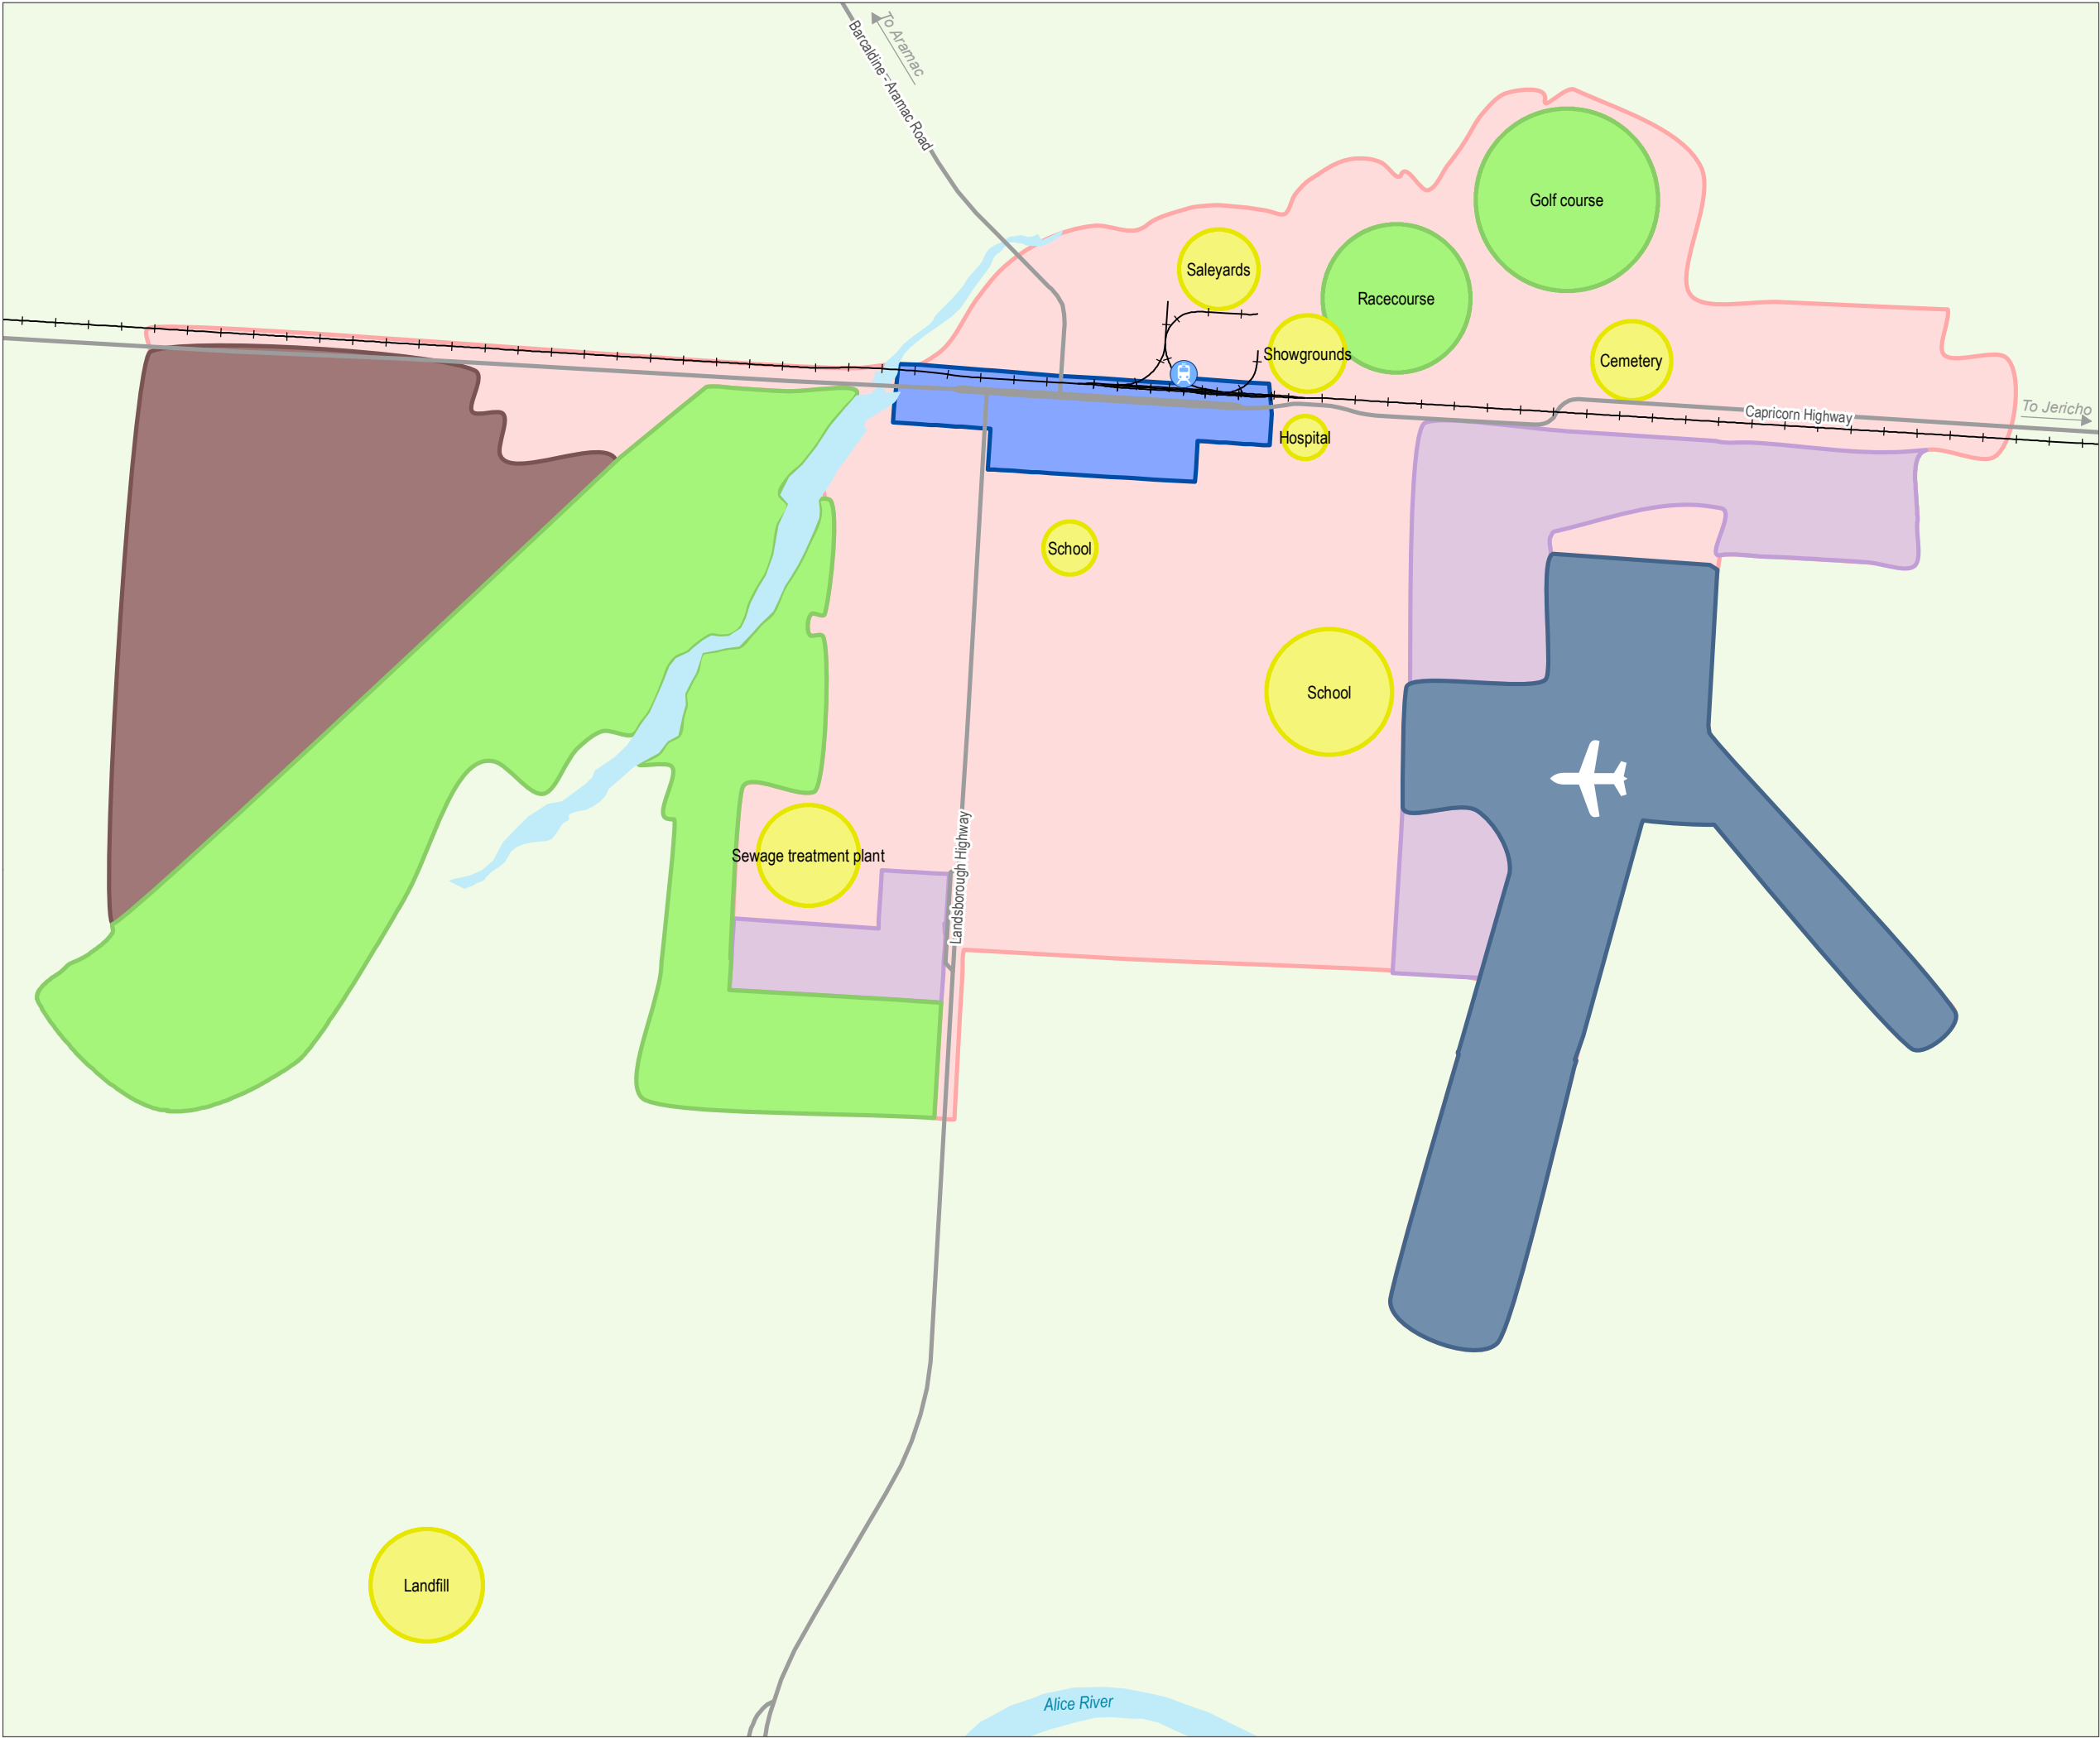 To Aramac
Barcaldine - Aramac Road
Golf course
Saleyards
Racecourse
Showgrounds
Cemetery
To Jericho
Capricorn Highway
Hospital
School
School
Sewage treatment plant
Landsborough Highway
Landfill
Alice River